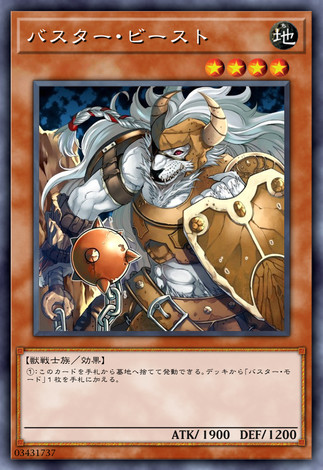 バスター・ビースト
地
【獣戦士族／効果】
①：このカードを手札から墓地へ捨てて発動できる。デッキから「バスター・モ
ード」１枚を手札に加える。
ATK/ 1900 DEF/1200
03431737